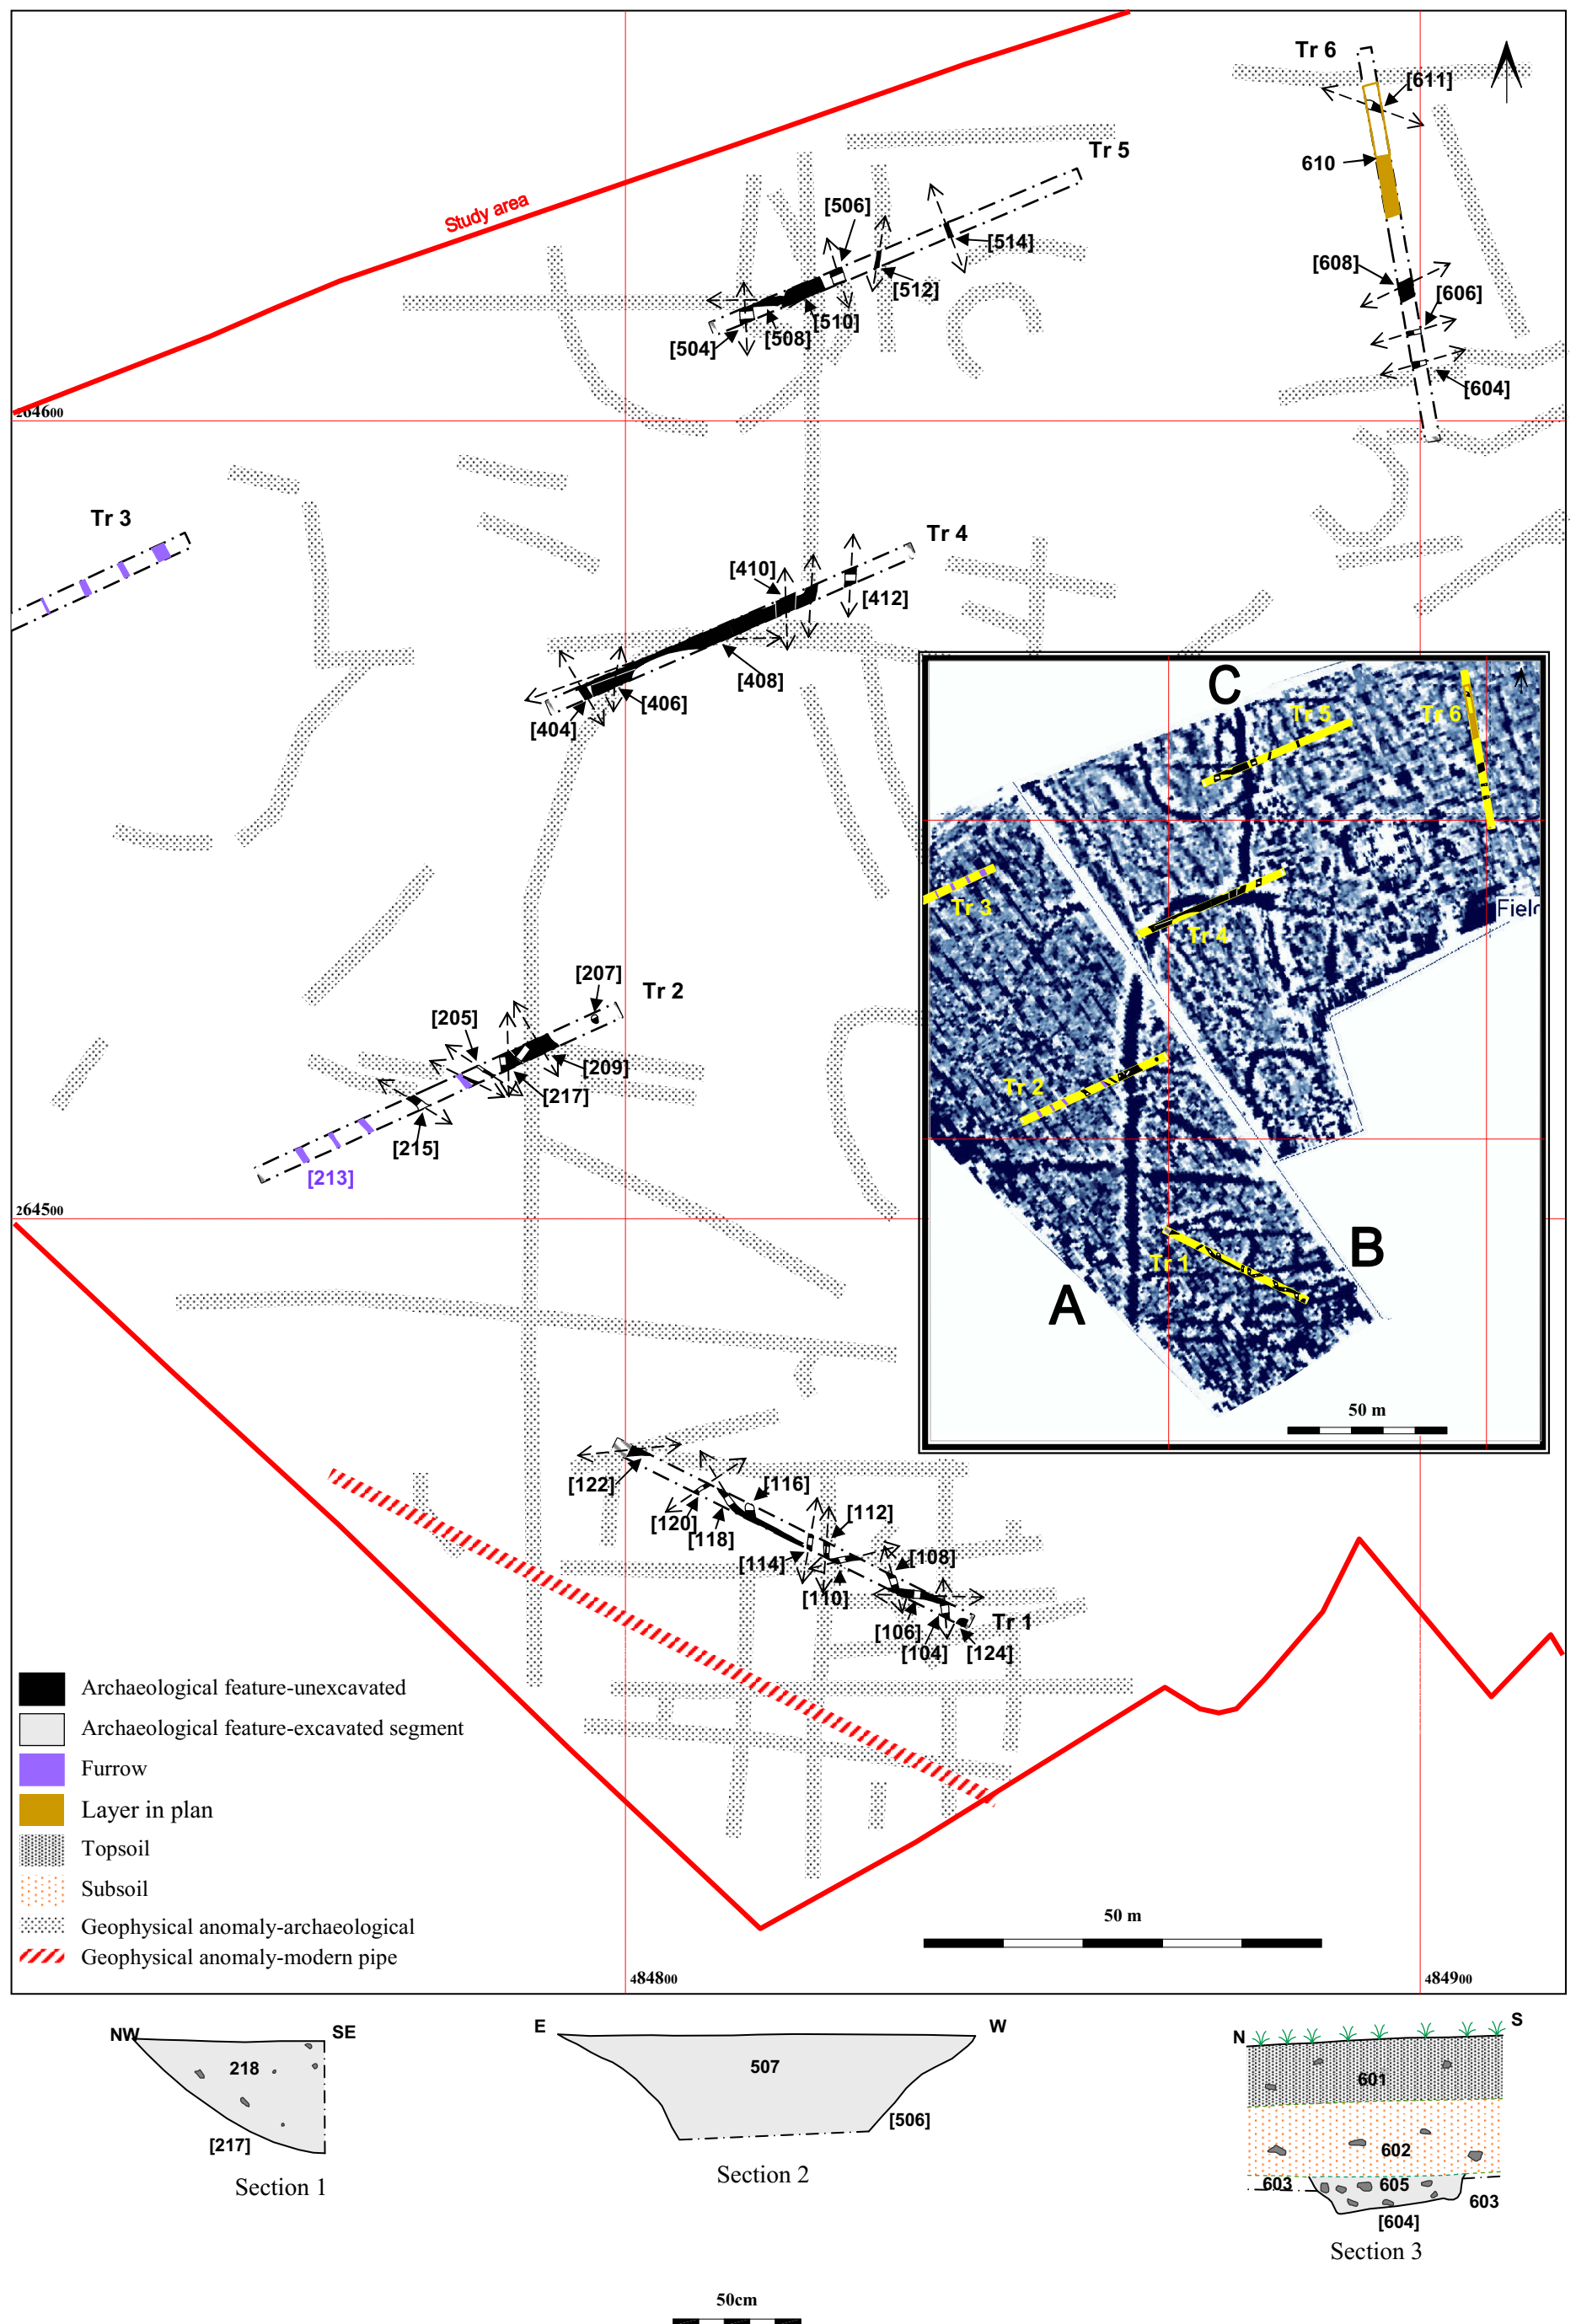 Tr 6
[611]
Tr 5
610
Study area
[506]
[514]
[608]
[512]
[606]
[510]
[508]
[504]
[604]
264600
Tr 3
Tr 4
[410]
[412]
[408]
[406]
[404]
C
Tr 5
Tr 6
Tr 3
Field
Tr 4
[207]
Tr 2
[205]
[209]
[217]
[215]
[213]
Tr 2
264500
B
Tr 1
A
50 m
[122]
[116]
[120]
[118]
[112]
[114]
[108]
[110]
[106]
[104]
[124]
Tr 1
Archaeological feature-unexcavated
Archaeological feature-excavated segment
Furrow
Layer in plan
Topsoil
Subsoil
Geophysical anomaly-archaeological
Geophysical anomaly-modern pipe
50 m
484800
484900
NW
SE
218
[217]
Section 1
E
W
507
[506]
Section 2
N
S
601
602
603
605
603
[604]
Section 3
50cm